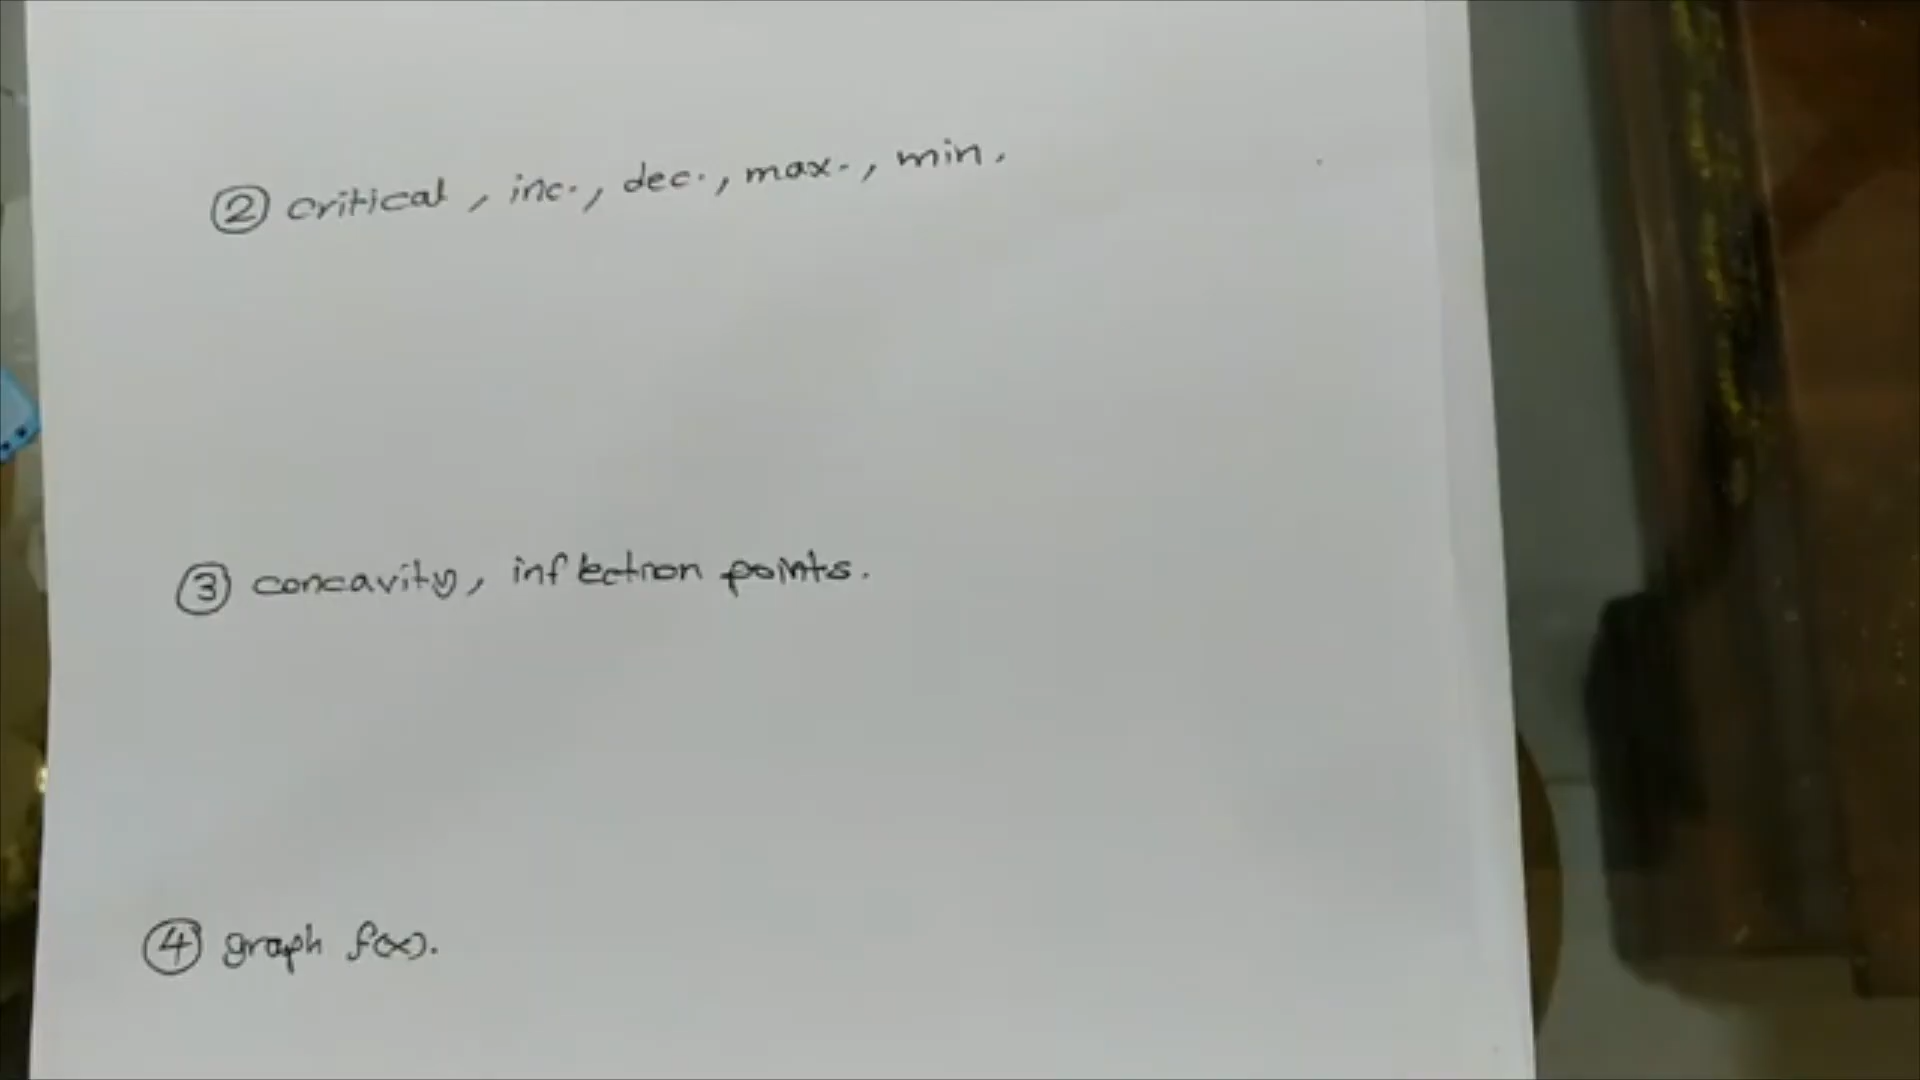 ② critical, inc., dec., max., min.
③ concavity, inflection points.
④ graph f(x).